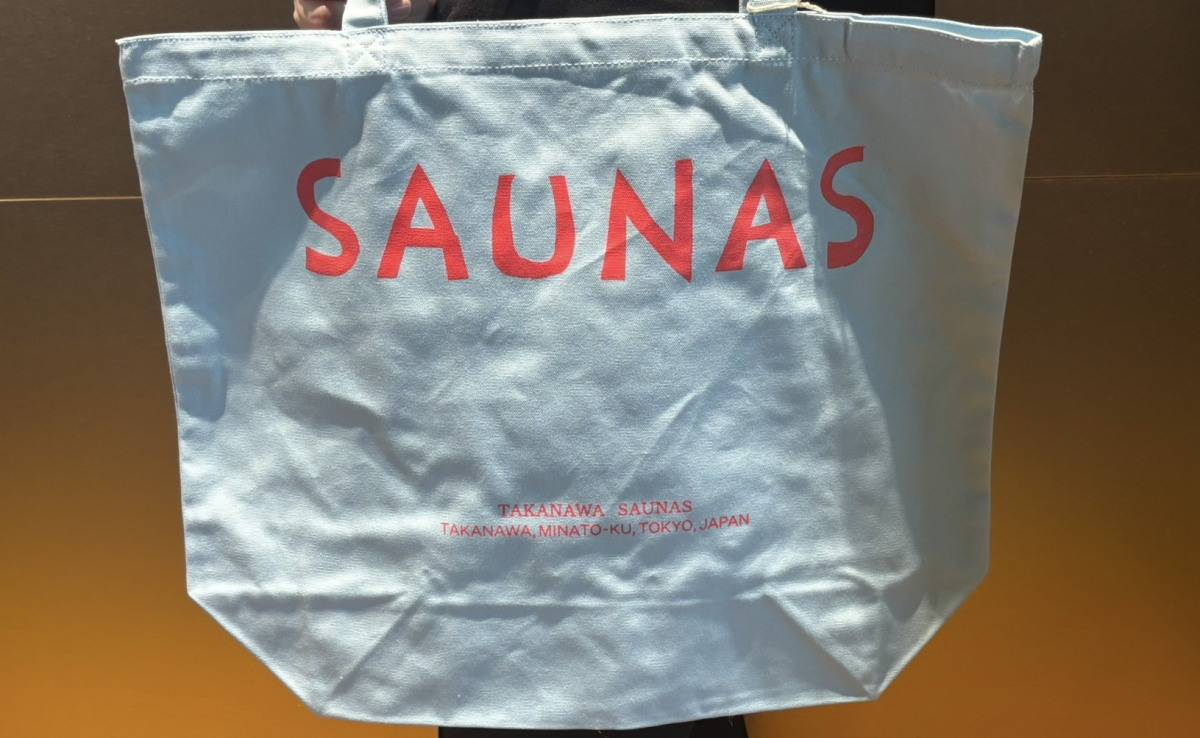 SAUNAS
TAKANAWA SAUNAS
TAKANAWA, MINATO-KU, TOKYO, JAPAN